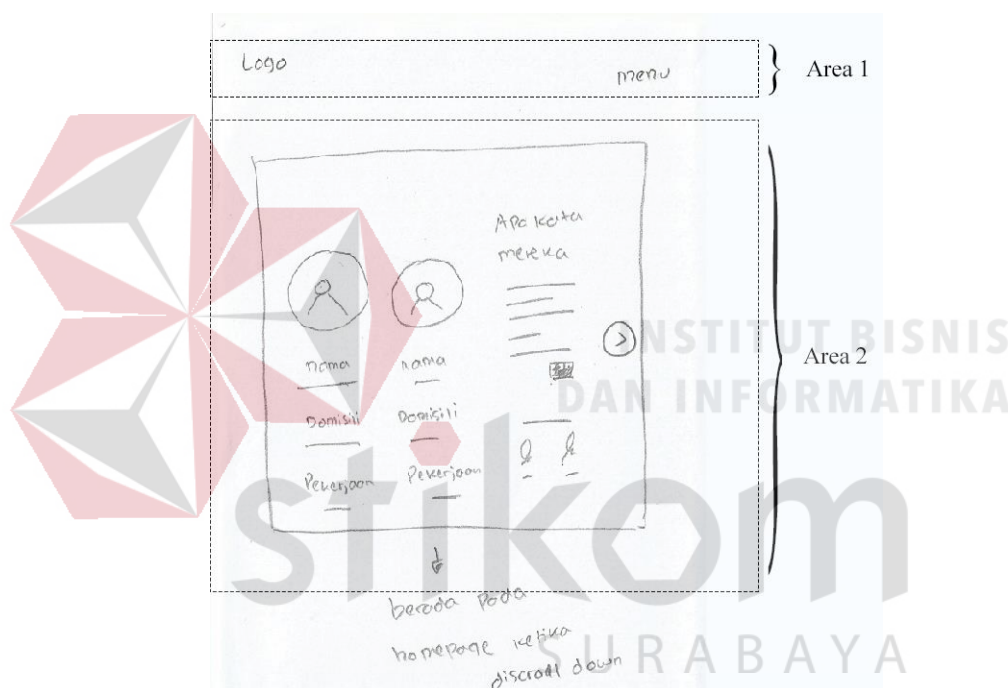 Logo
menu
Area 1
Apa kata
mereka
nama nama
Domisili Domisili
Pekerjaan Pekerjaan
Area 2
berada pada
homepage ketika
discroll down
INSTITUT BISNIS
DAN INFORMATIKA
stikom
SURABAYA